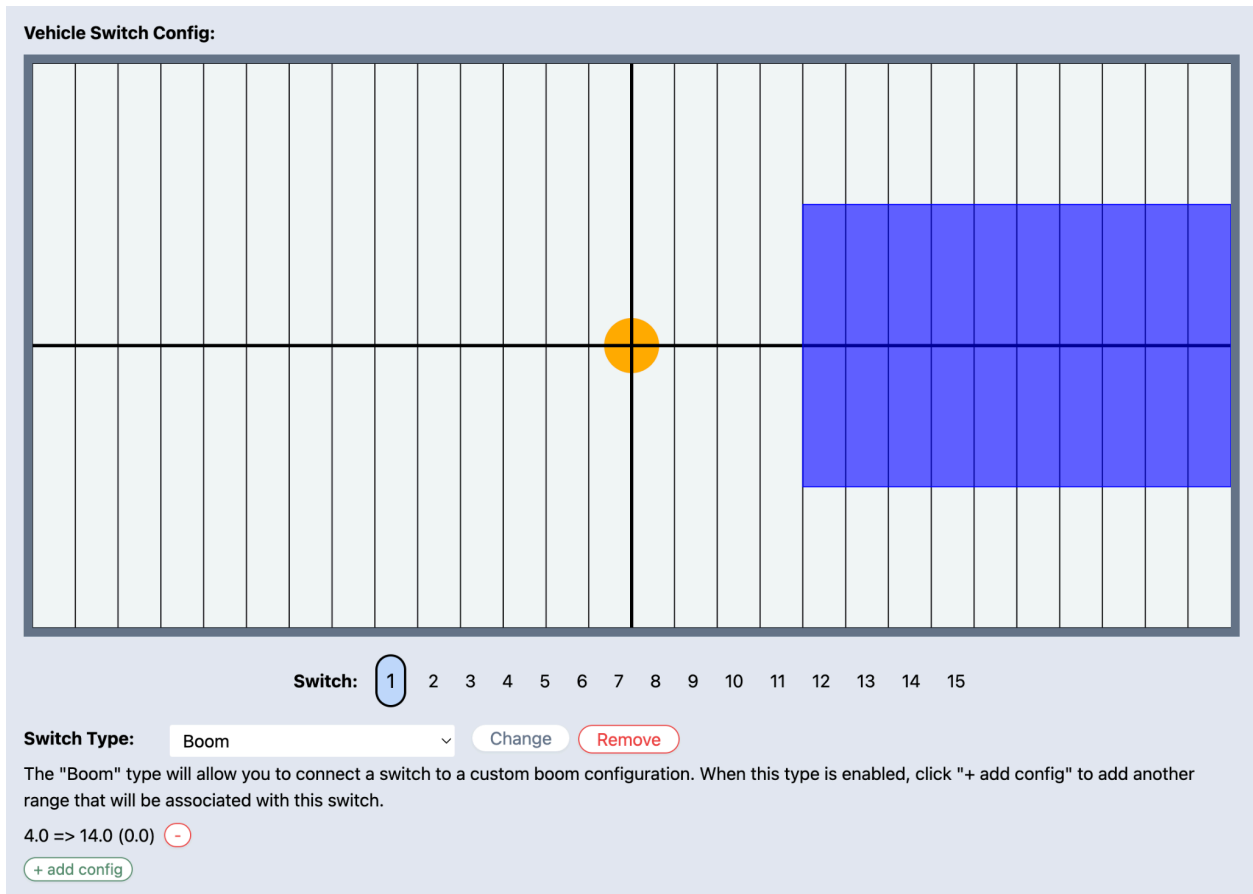 Vehicle Switch Config:
Switch: 1 2 3 4 5 6 7 8 9 10 11 12 13 14 15
Switch Type: Boom Change Remove
The "Boom" type will allow you to connect a switch to a custom boom configuration. When this type is enabled, click "+ add config" to add another
range that will be associated with this switch.
4.0 => 14.0 (0.0) -
+ add config